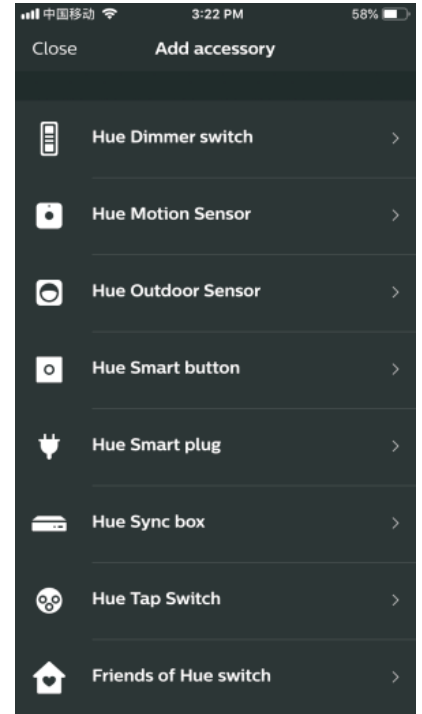 中国移动 3:22 PM 58%
Close Add accessory
Hue Dimmer switch
Hue Motion Sensor
Hue Outdoor Sensor
Hue Smart button
Hue Smart plug
Hue Sync box
Hue Tap Switch
Friends of Hue switch